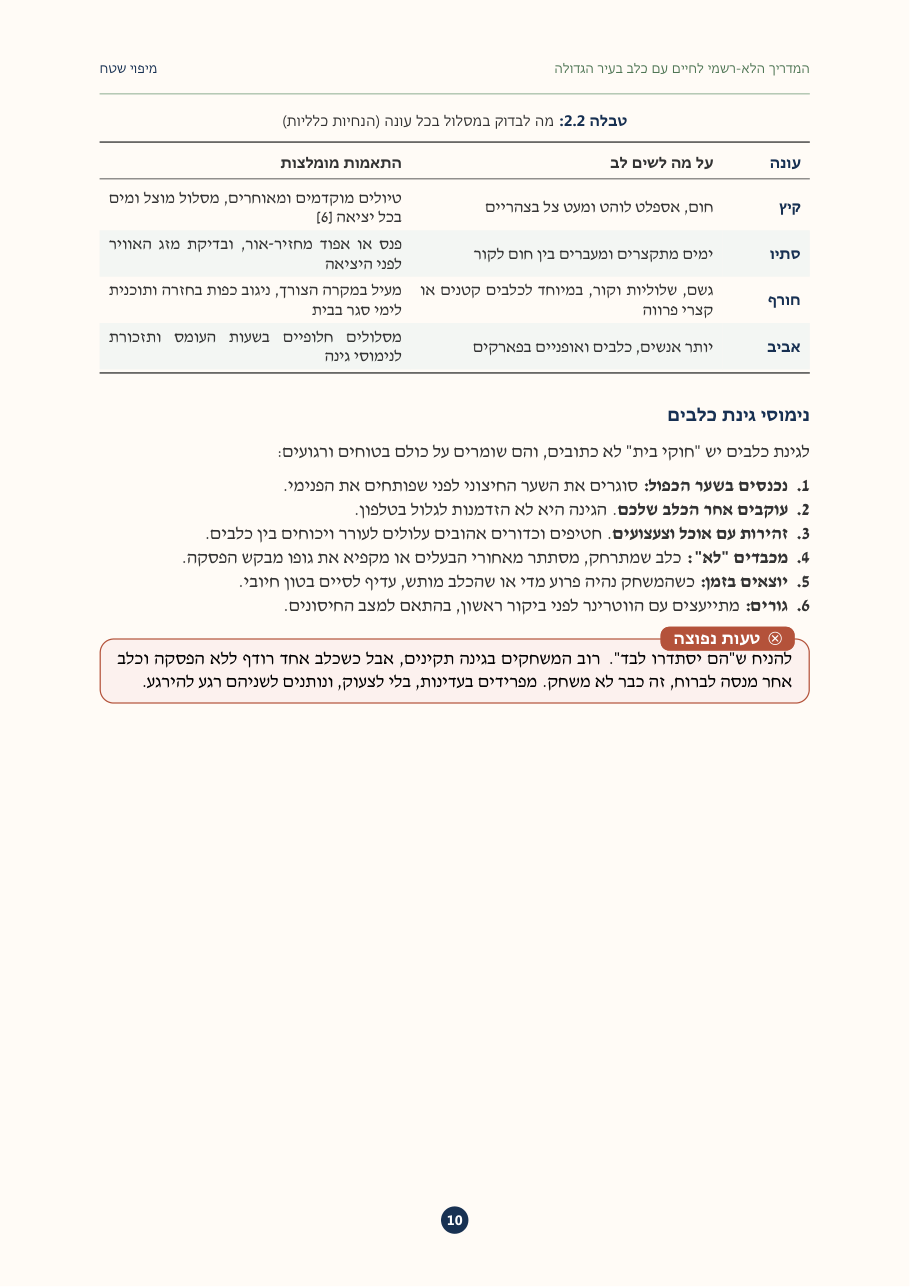 המדריך הלא-רשמי לחיים עם כלב בעיר הגדולה
מיפוי שטח
טבלה 2.2: מה לבדוק במסלול בכל עונה (הנחיות כלליות)
עונה על מה לשים לב התאמות מומלצות
קיץ חום, אספלט לוהט ומעט צל בצהריים טיולים מוקדמים ומאוחרים, מסלול מוצל ומים
בכל יציאה [6]
סתיו ימים מתקצרים ומעברים בין חום לקור פנס או אפוד מחזיר-אור, ובדיקת מזג האוויר
לפני היציאה
חורף גשם, שלוליות וקור, במיוחד לכלבים קטנים או מעיל במקרה הצורך, ניגוב כפות בחזרה ותוכנית
קצרי פרווה לימי סגר בבית
אביב יותר אנשים, כלבים ואופניים בפארקים מסלולים חלופיים בשעות העומס ותזכורת
לנימוסי גינה
נימוסי גינת כלבים
לגינת כלבים יש "חוקי בית" לא כתובים, והם שומרים על כולם בטוחים ורגועים:
1. נכנסים בשער הכפול: סוגרים את השער החיצוני לפני שפותחים את הפנימי.
2. עוקבים אחר הכלב שלכם. הגינה היא לא הזדמנות לגלול בטלפון.
3. זהירות עם אוכל וצעצועים. חטיפים וכדורים אהובים עלולים לעורר ויכוחים בין כלבים.
4. מכבדים "לא": כלב שמתרחק, מסתתר מאחורי הבעלים או מקפיא את גופו מבקש הפסקה.
5. יוצאים בזמן: כשהמשחק נהיה פרוע מדי או שהכלב מותש, עדיף לסיים בטון חיובי.
6. גורים: מתייעצים עם הווטרינר לפני ביקור ראשון, בהתאם למצב החיסונים.
טעות נפוצה
להניח ש"הם יסתדרו לבד". רוב המשחקים בגינה תקינים, אבל כשכלב אחד רודף ללא הפסקה וכלב
אחר מנסה לברוח, זה כבר לא משחק. מפרידים בעדינות, בלי לצעוק, ונותנים לשניהם רגע להירגע.
10